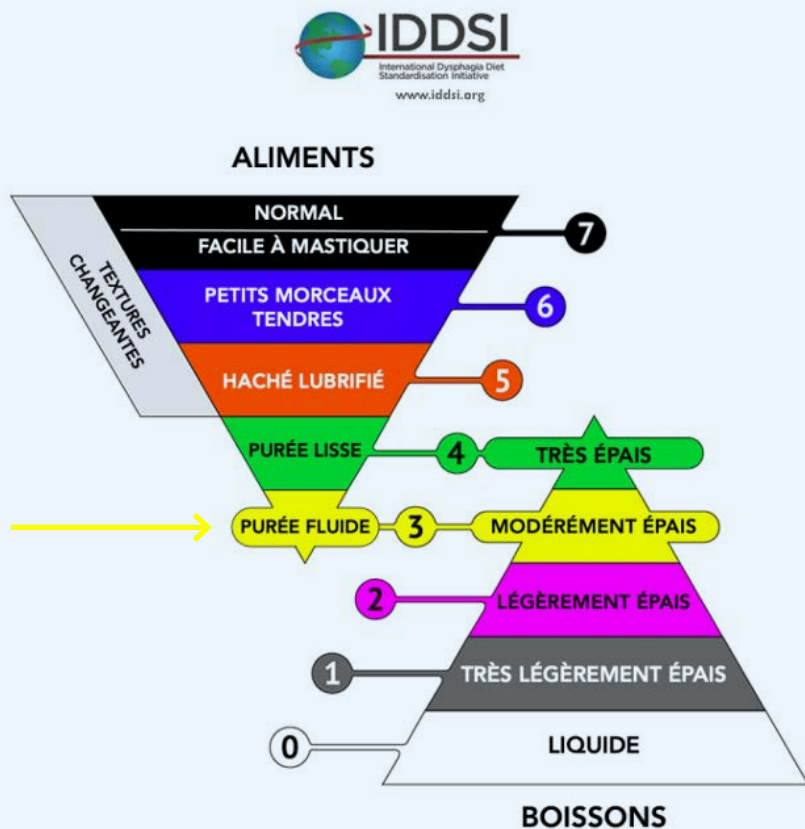 IDDSI
International Dysphagia Diet
Standardisation Initiative
www.iddsi.org
ALIMENTS
NORMAL
FACILE À MASTIQUER
7
TEXTURES
CHANGEANTES
PETITS MORCEAUX
TENDRES
6
HACHÉ LUBRIFIÉ
5
PURÉE LISSE
4
TRÈS ÉPAIS
PURÉE FLUIDE
3
MODÉRÉMENT ÉPAIS
2
LÉGÈREMENT ÉPAIS
1
TRÈS LÉGÈREMENT ÉPAIS
0
LIQUIDE
BOISSONS